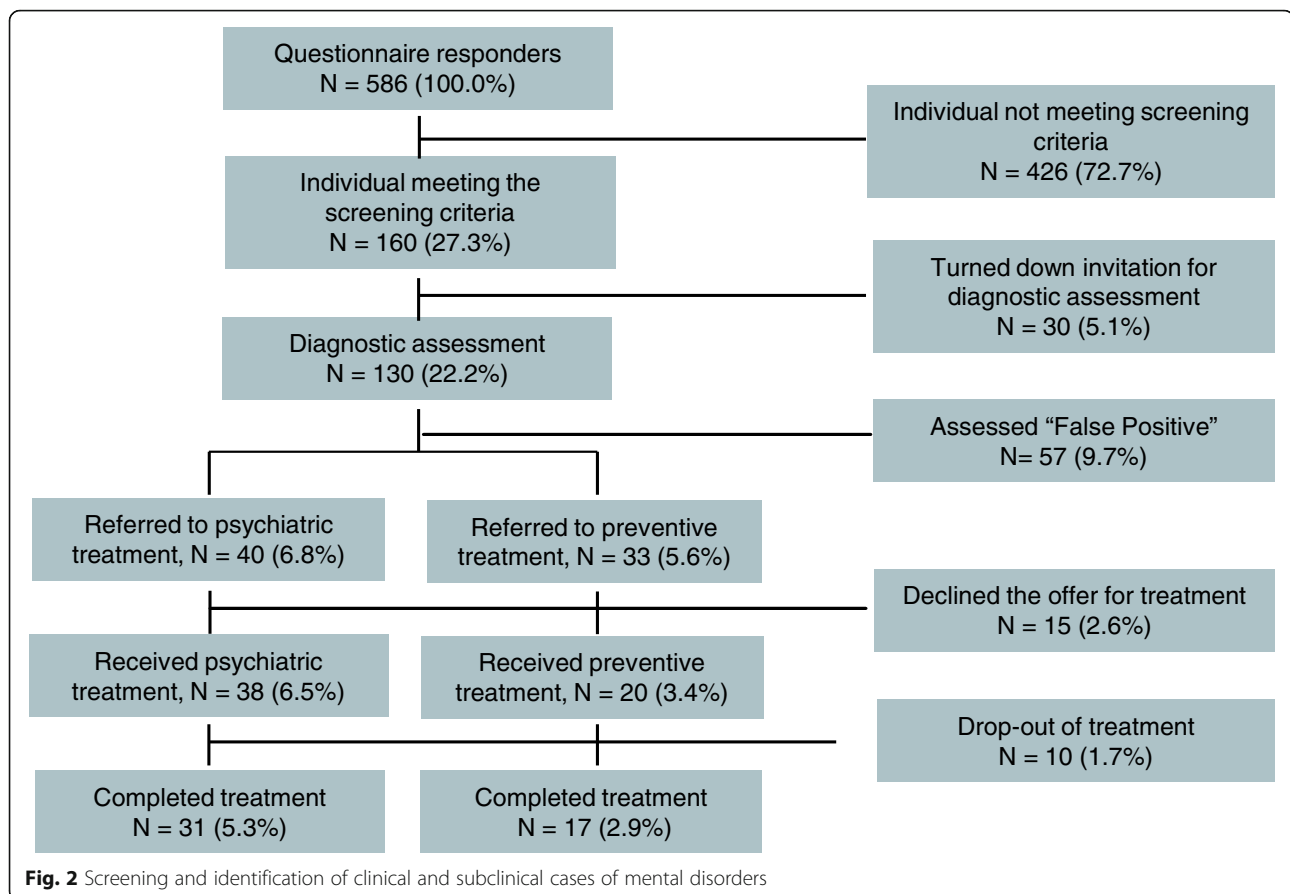 Questionnaire responders
N = 586 (100.0%)
Individual not meeting screening
criteria
N = 426 (72.7%)
Individual meeting the
screening criteria
N = 160 (27.3%)
Turned down invitation for
diagnostic assessment
N = 30 (5.1%)
Diagnostic assessment
N = 130 (22.2%)
Assessed “False Positive”
N= 57 (9.7%)
Referred to psychiatric
treatment, N = 40 (6.8%)
Referred to preventive
treatment, N = 33 (5.6%)
Declined the offer for treatment
N = 15 (2.6%)
Received psychiatric
treatment, N = 38 (6.5%)
Received preventive
treatment, N = 20 (3.4%)
Drop-out of treatment
N = 10 (1.7%)
Completed treatment
N = 31 (5.3%)
Completed treatment
N = 17 (2.9%)
Fig. 2 Screening and identification of clinical and subclinical cases of mental disorders